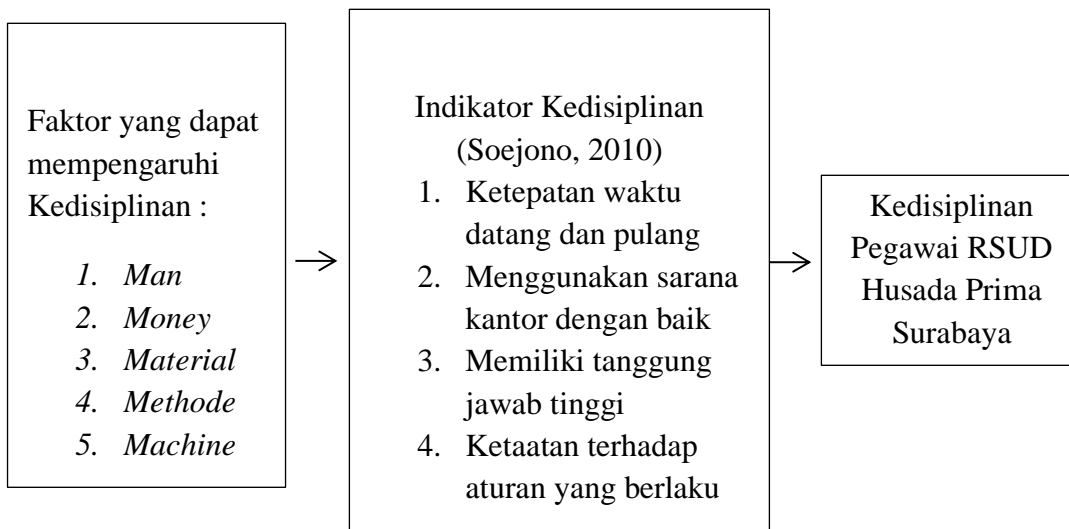 Faktor yang dapat
mempengaruhi
Kedisiplinan :
1. Man
2. Money
3. Material
4. Methode
5. Machine
Indikator Kedisiplinan
(Soejono, 2010)
1. Ketepatan waktu
datang dan pulang
2. Menggunakan sarana
kantor dengan baik
3. Memiliki tanggung
jawab tinggi
4. Ketaatan terhadap
aturan yang berlaku
Kedisiplinan
Pegawai RSUD
Husada Prima
Surabaya